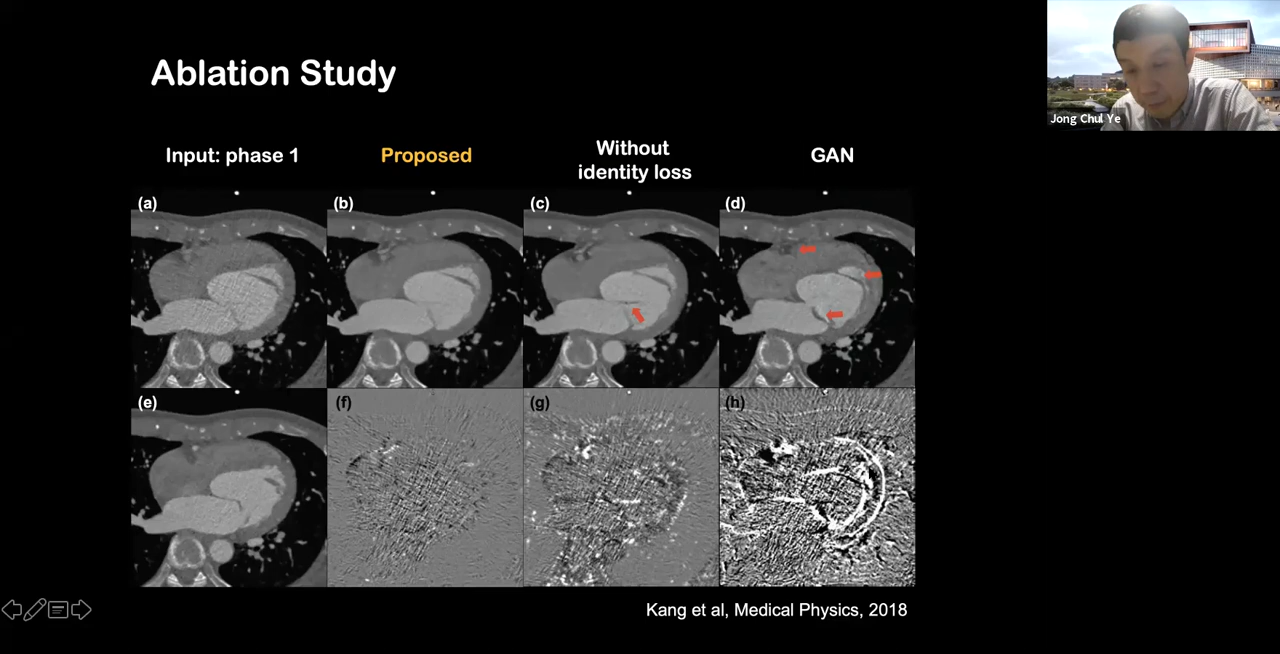 Ablation Study
Jong Chul Ye
Input: phase 1
Proposed
Without
identity loss
GAN
(a)
(b)
(c)
(d)
(e)
(f)
(g)
(h)
Kang et al, Medical Physics, 2018